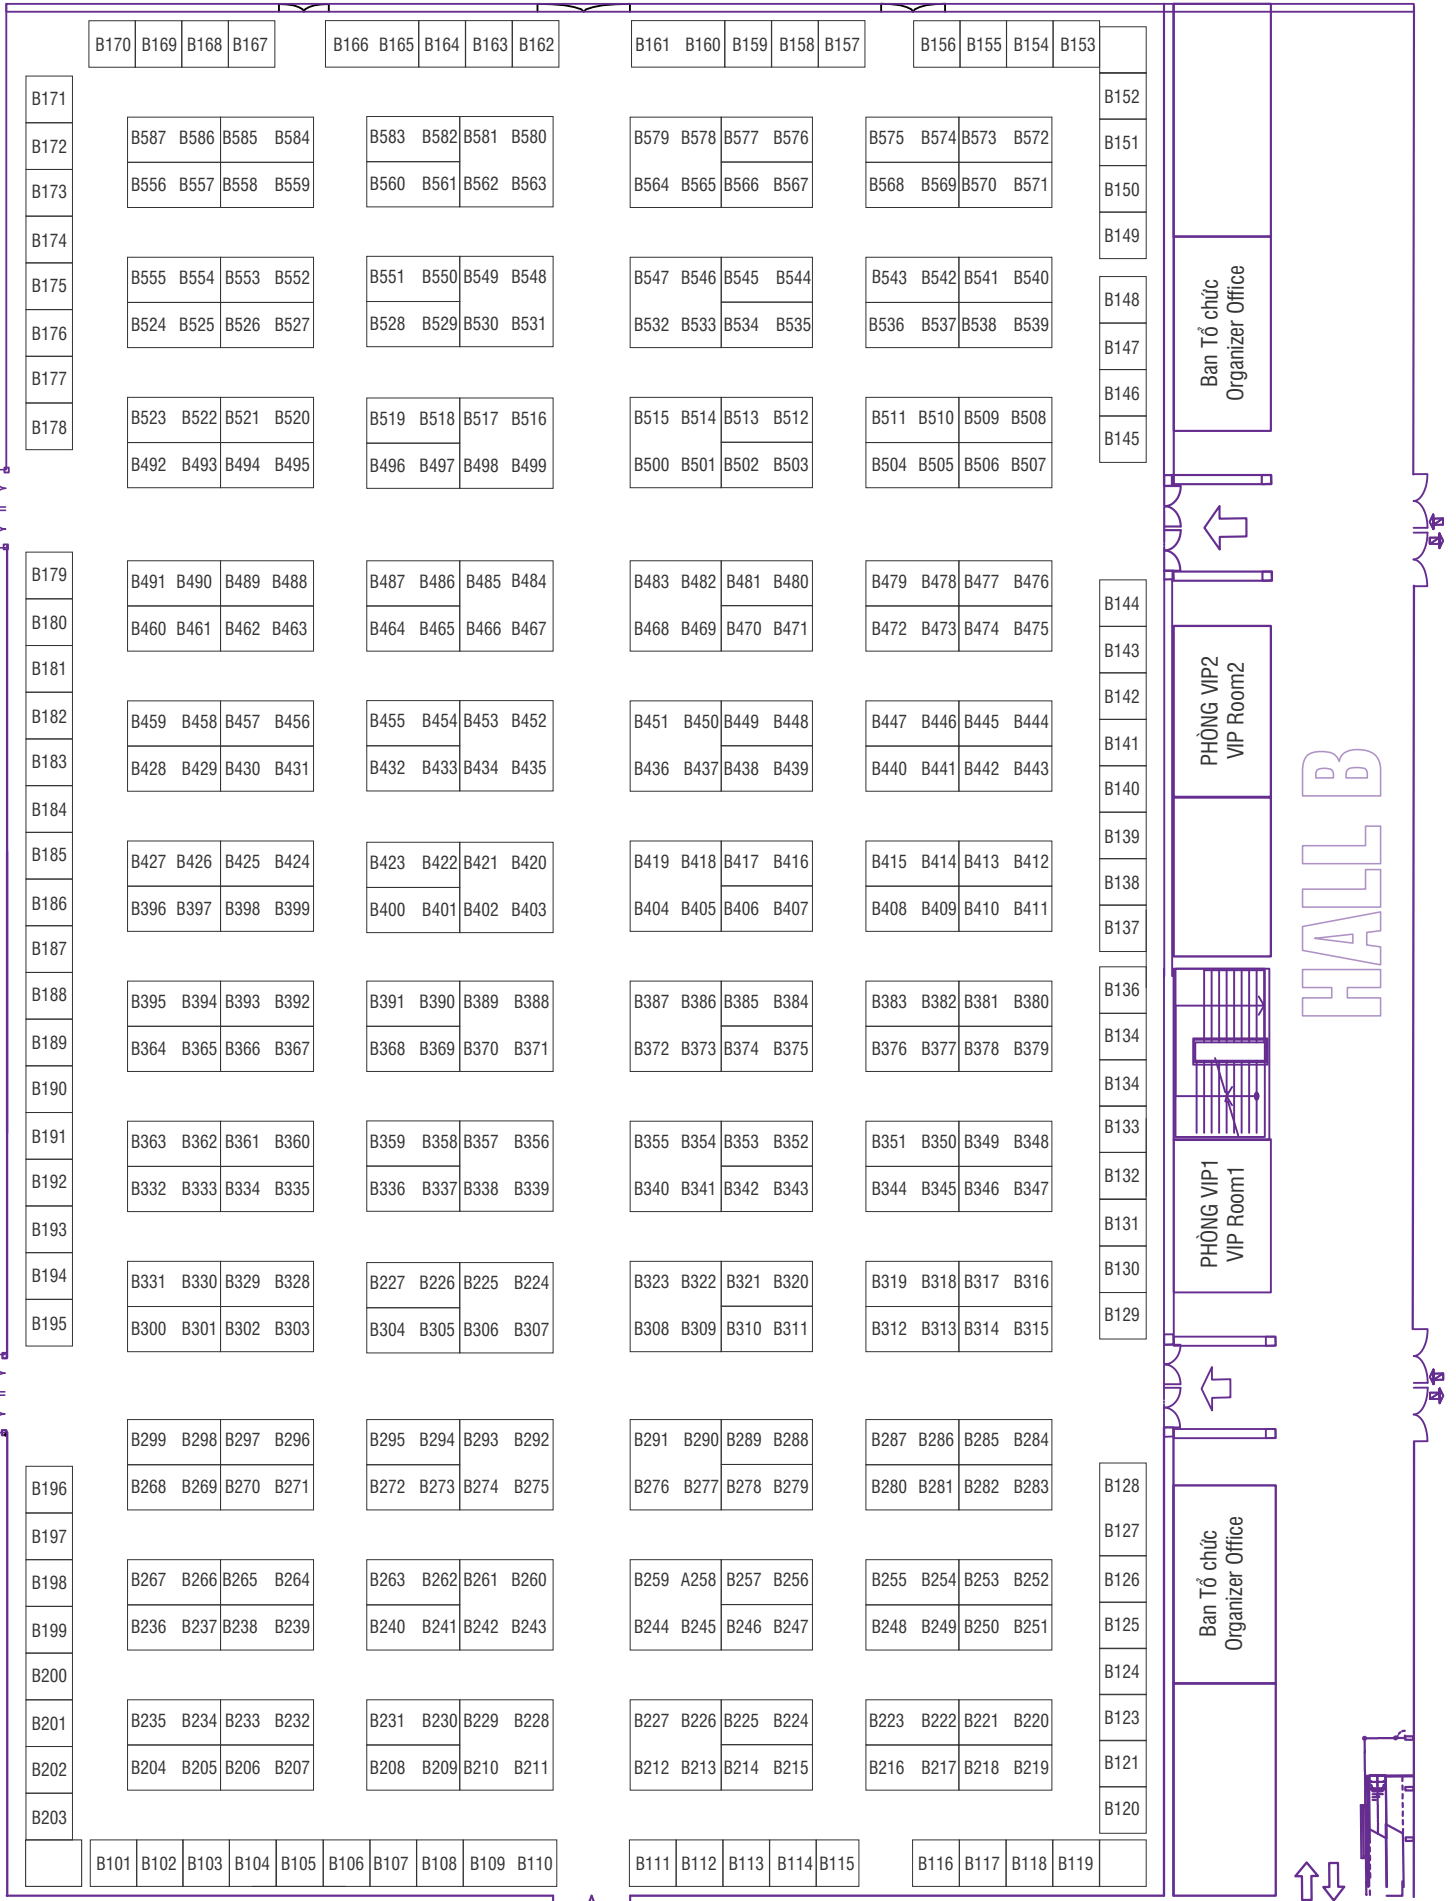 B170 B169 B168 B167 B166 B165 B164 B163 B162 B161 B160 B159 B158 B157 B156 B155 B154 B153
B171 B152
B587 B586 B585 B584 B583 B582 B581 B580 B579 B578 B577 B576 B575 B574 B573 B572 B151
B172
B556 B557 B558 B559 B560 B561 B562 B563 B564 B565 B566 B567 B568 B569 B570 B571 B150
B173
B174 B149
B555 B554 B553 B552 B551 B550 B549 B548 B547 B546 B545 B544 B543 B542 B541 B540
B175 B148
B524 B525 B526 B527 B528 B529 B530 B531 B532 B533 B534 B535 B536 B537 B538 B539
B176 B147
B177 B146
Ban Tổ chức
Organizer Office
B523 B522 B521 B520 B519 B518 B517 B516 B515 B514 B513 B512 B511 B510 B509 B508
B178 B145
B492 B493 B494 B495 B496 B497 B498 B499 B500 B501 B502 B503 B504 B505 B506 B507
B179
B491 B490 B489 B488 B487 B486 B485 B484 B483 B482 B481 B480 B479 B478 B477 B476
B144
B180
B460 B461 B462 B463 B464 B465 B466 B467 B468 B469 B470 B471 B472 B473 B474 B475
B143
B181
B142
PHÒNG VIP2
VIP Room2
B182
B459 B458 B457 B456 B455 B454 B453 B452 B451 B450 B449 B448 B447 B446 B445 B444
B141
B183
B428 B429 B430 B431 B432 B433 B434 B435 B436 B437 B438 B439 B440 B441 B442 B443
B140
B184
B139
HALL B
B185
B427 B426 B425 B424 B423 B422 B421 B420 B419 B418 B417 B416 B415 B414 B413 B412
B138
B186
B396 B397 B398 B399 B400 B401 B402 B403 B404 B405 B406 B407 B408 B409 B410 B411
B137
B187
B136
B188
B395 B394 B393 B392 B391 B390 B389 B388 B387 B386 B385 B384 B383 B382 B381 B380
B134
B189
B364 B365 B366 B367 B368 B369 B370 B371 B372 B373 B374 B375 B376 B377 B378 B379
B134
B190
B133
B191
B363 B362 B361 B360 B359 B358 B357 B356 B355 B354 B353 B352 B351 B350 B349 B348
B132
B192
B332 B333 B334 B335 B336 B337 B338 B339 B340 B341 B342 B343 B344 B345 B346 B347
B131
PHÒNG VIP1
VIP Room1
B193
B130
B194
B331 B330 B329 B328 B227 B226 B225 B224 B323 B322 B321 B320 B319 B318 B317 B316
B129
B195
B300 B301 B302 B303 B304 B305 B306 B307 B308 B309 B310 B311 B312 B313 B314 B315
B299 B298 B297 B296 B295 B294 B293 B292 B291 B290 B289 B288 B287 B286 B285 B284
B196
B268 B269 B270 B271 B272 B273 B274 B275 B276 B277 B278 B279 B280 B281 B282 B283
B128
B197 B127
B198
B267 B266 B265 B264 B263 B262 B261 B260 B259 A258 B257 B256 B255 B254 B253 B252
B126
Ban Tổ chức
Organizer Office
B199
B236 B237 B238 B239 B240 B241 B242 B243 B244 B245 B246 B247 B248 B249 B250 B251
B125
B200 B124
B201
B235 B234 B233 B232 B231 B230 B229 B228 B227 B226 B225 B224 B223 B222 B221 B220
B123
B202
B204 B205 B206 B207 B208 B209 B210 B211 B212 B213 B214 B215 B216 B217 B218 B219
B121
B203 B120
B101 B102 B103 B104 B105 B106 B107 B108 B109 B110 B111 B112 B113 B114 B115 B116 B117 B118 B119